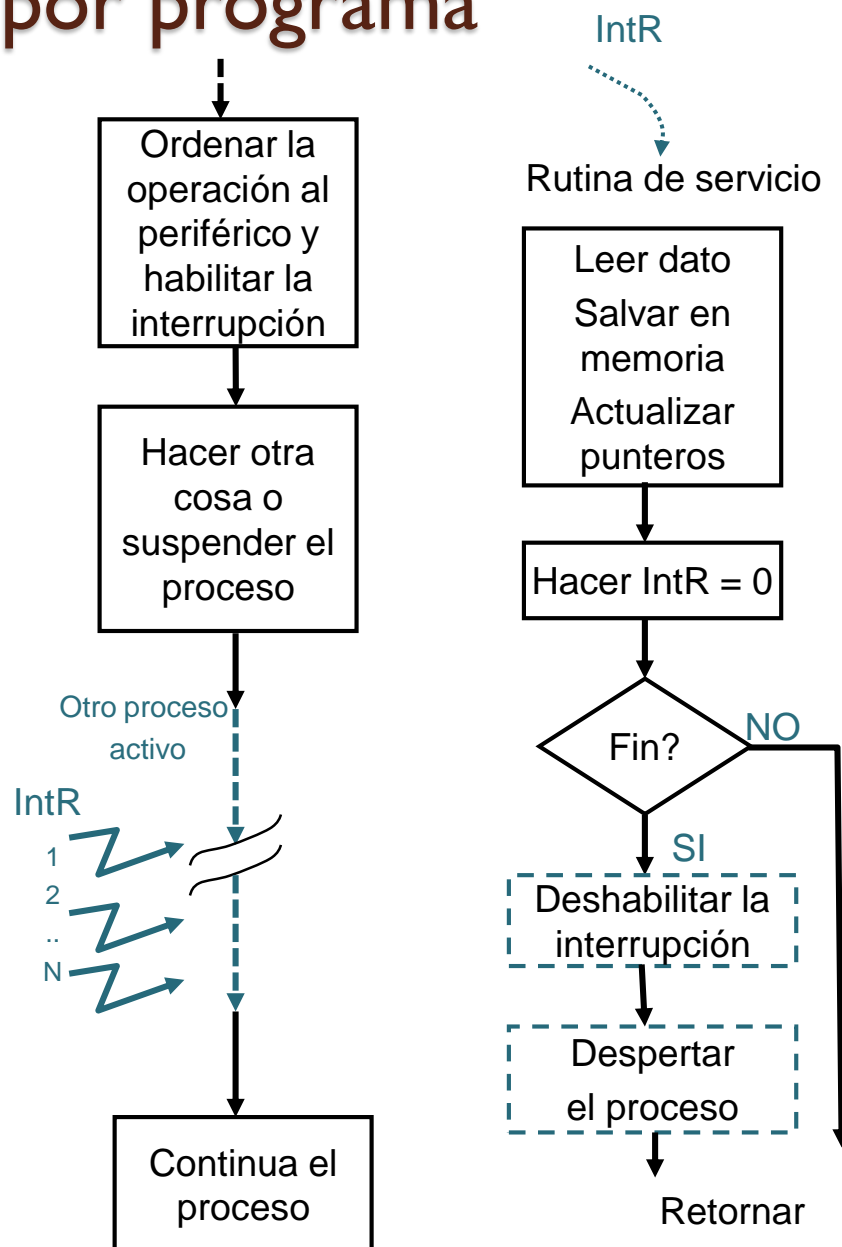 por programa
Ordenar la
operación al
periférico y
habilitar la
interrupción
Hacer otra
cosa o
suspender el
proceso
Otro proceso
activo
IntR
1
2
..
N
Continua el
proceso
IntR
Rutina de servicio
Leer dato
Salvar en
memoria
Actualizar
punteros
Hacer IntR = 0
Fin?
NO
SI
Deshabilitar la
interrupción
Despertar
el proceso
Retornar